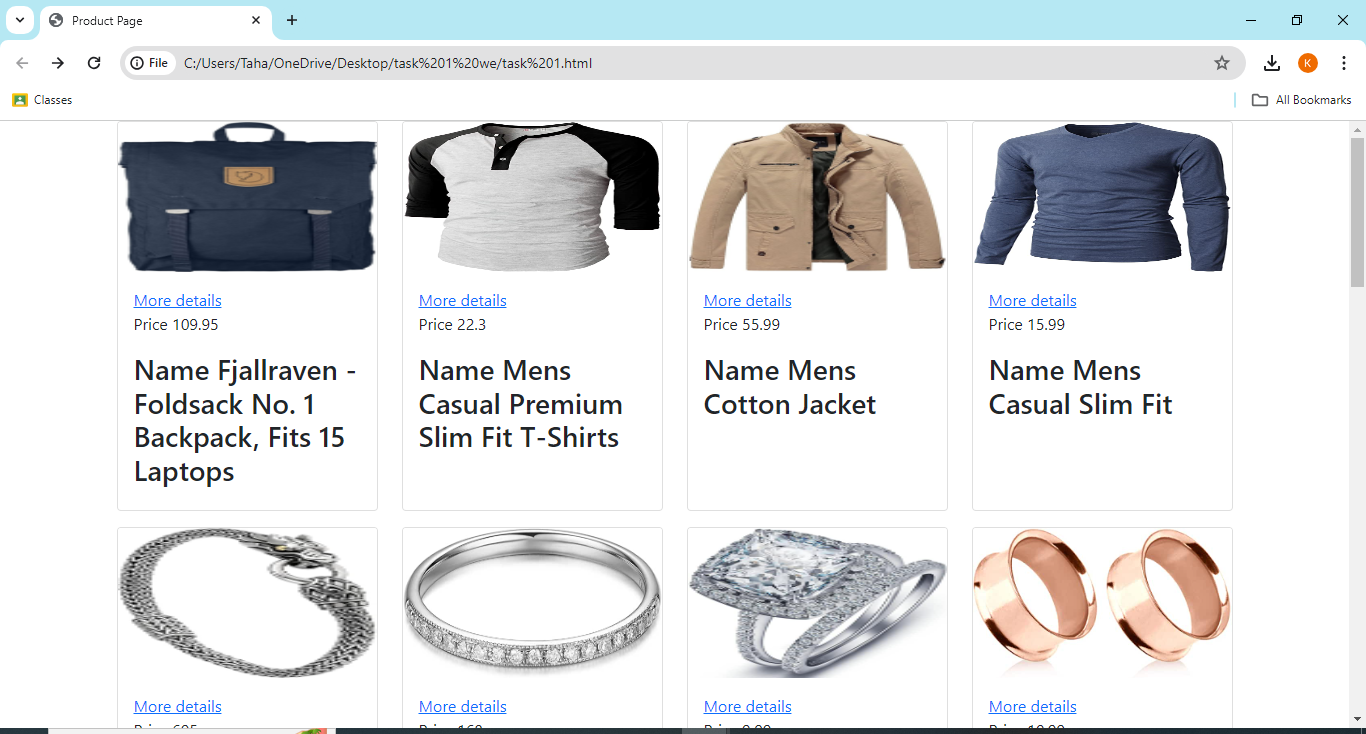 Product Page
File C:/Users/Taha/OneDrive/Desktop/task%201%20we/task%201.html
K
Classes
All Bookmarks
More details
Price 109.95
Name Fjallraven -
Foldsack No. 1
Backpack, Fits 15
Laptops
More details
Price 22.3
Name Mens
Casual Premium
Slim Fit T-Shirts
More details
Price 55.99
Name Mens
Cotton Jacket
More details
Price 15.99
Name Mens
Casual Slim Fit
More details
More details
More details
More details